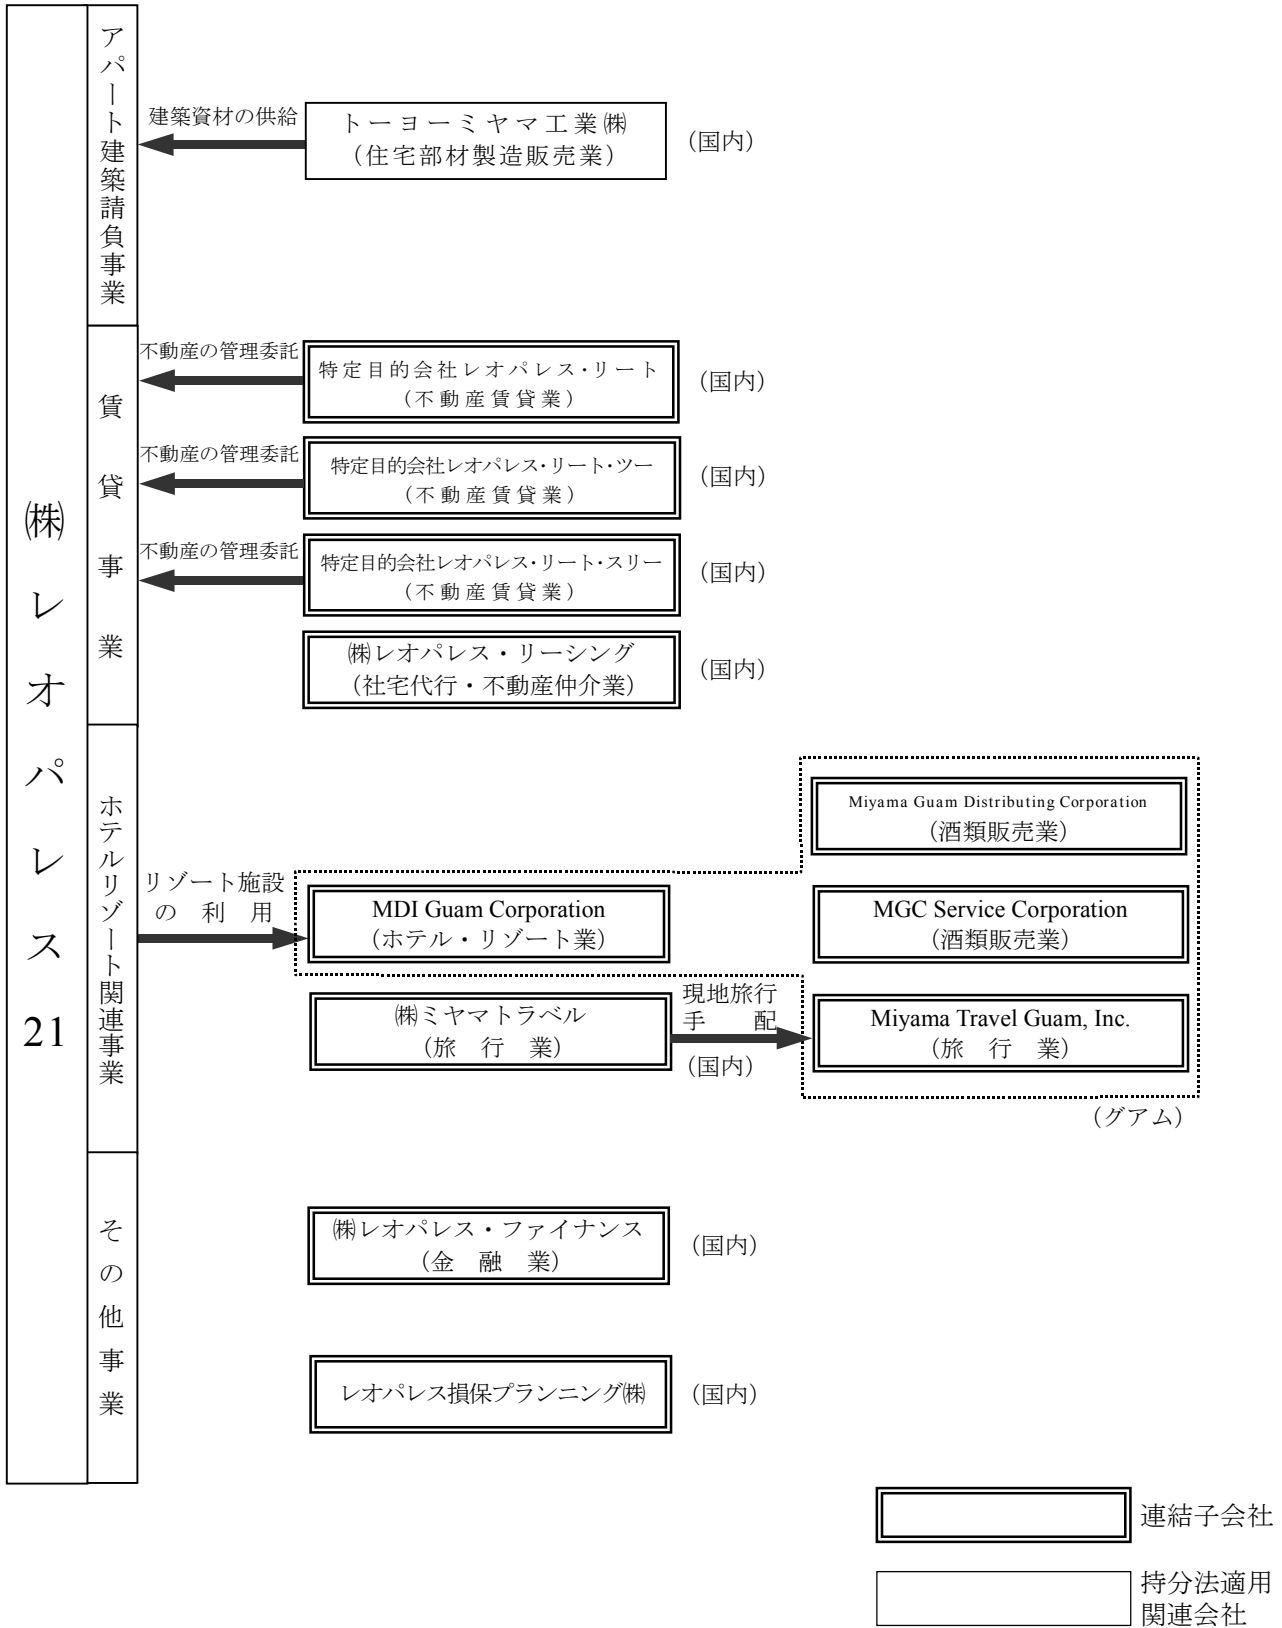 ㈱レオパレス21
アパート建築請負事業
建築資材の供給
トーヨーミヤマ工業㈱
（住宅部材製造販売業）
（国内）
賃貸事業
不動産の管理委託
特定目的会社レオパレス・リート
（不動産賃貸業）
（国内）
不動産の管理委託
特定目的会社レオパレス・リート・ツー
（不動産賃貸業）
（国内）
不動産の管理委託
特定目的会社レオパレス・リート・スリー
（不動産賃貸業）
（国内）
㈱レオパレス・リーシング
（社宅代行・不動産仲介業）
（国内）
ホテルリゾート関連事業
リゾート施設
の利用
MDI Guam Corporation
（ホテル・リゾート業）
Miyama Guam Distributing Corporation
（酒類販売業）
MGC Service Corporation
（酒類販売業）
㈱ミヤマトラベル
（旅行業）
現地旅行
手配
（国内）
Miyama Travel Guam, Inc.
（旅行業）
（グアム）
その他事業
㈱レオパレス・ファイナンス
（金融業）
（国内）
レオパレス損保プランニング㈱
（国内）
連結子会社
持分法適用
関連会社